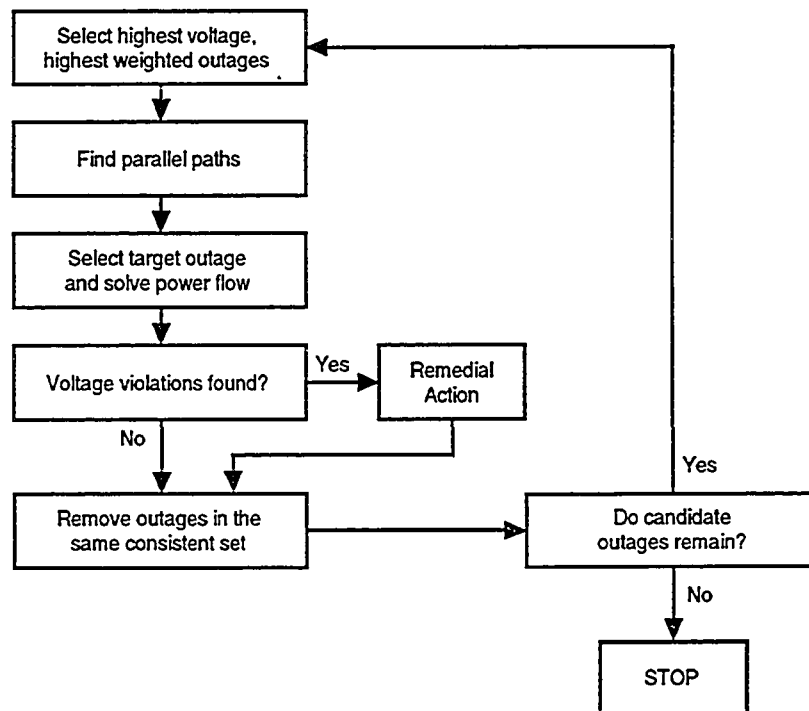 Select highest voltage,
highest weighted outages
Find parallel paths
Select target outage
and solve power flow
Voltage violations found?
Yes
Remedial
Action
No
Remove outages in the
same consistent set
Yes
Do candidate
outages remain?
No
STOP